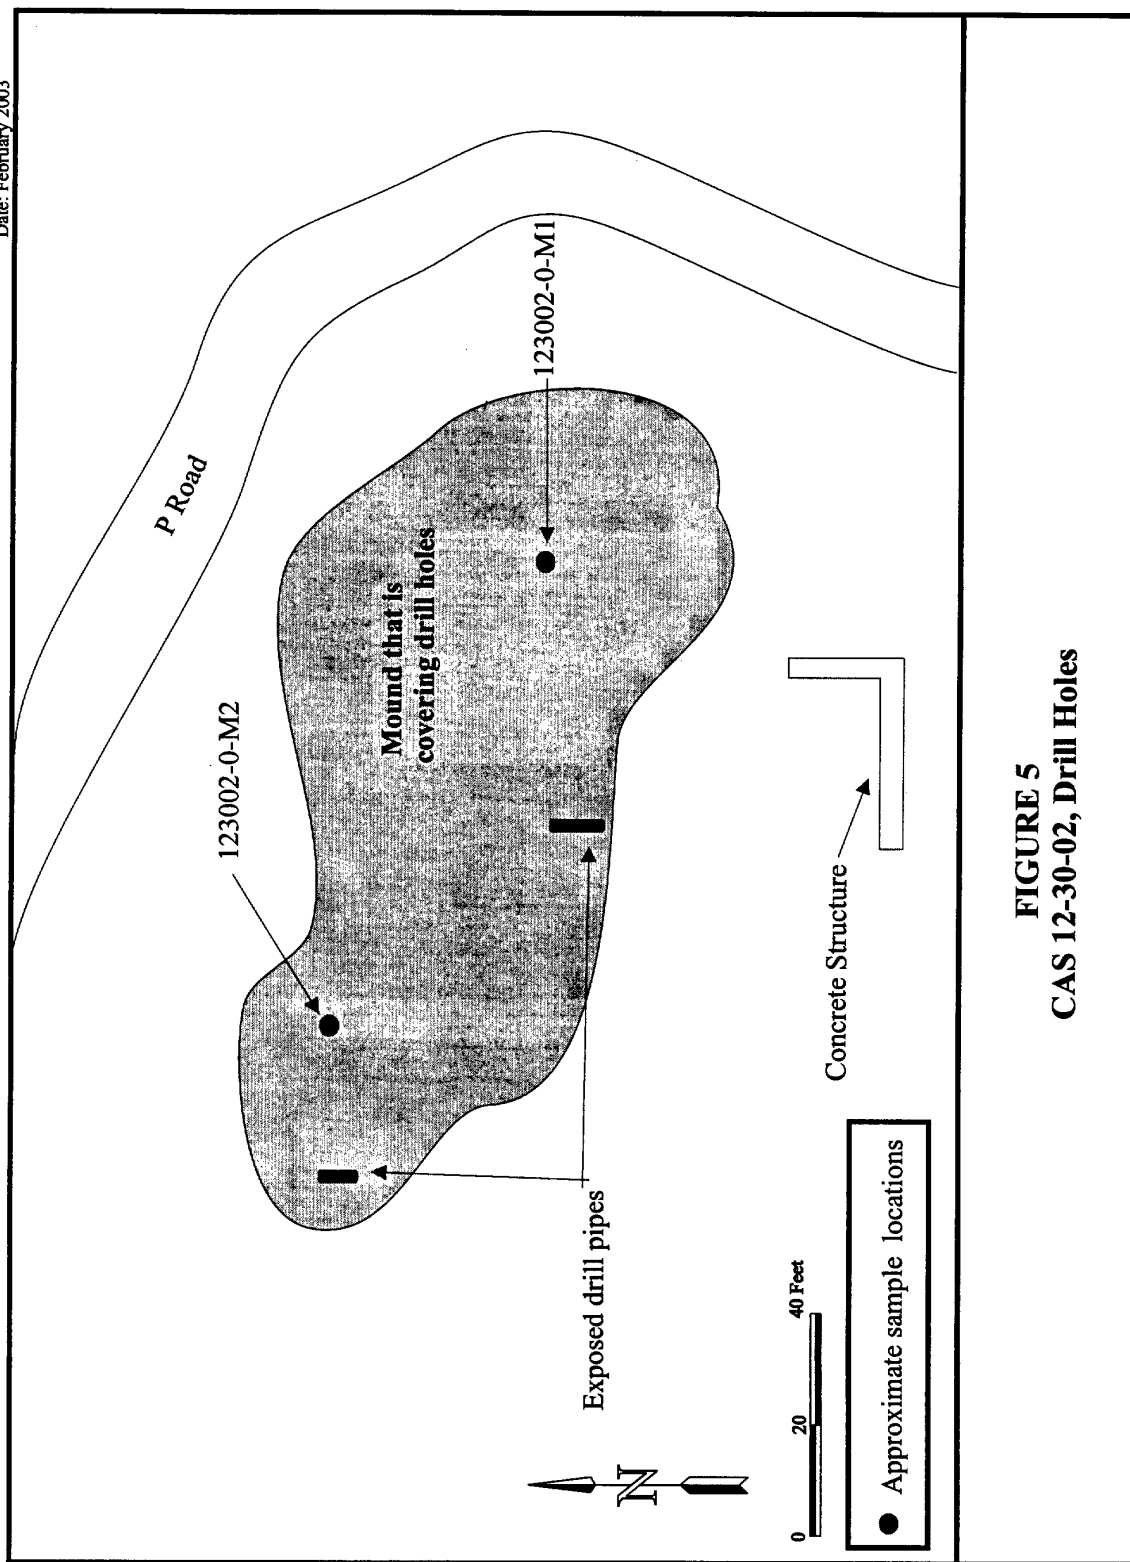 Date: February 2003
P Road
123002-0-M2
123002-0-M1
Mound that is
covering drill holes
Exposed drill pipes
Concrete Structure
N
0 20 40 Feet
Approximate sample locations
FIGURE 5
CAS 12-30-02, Drill Holes